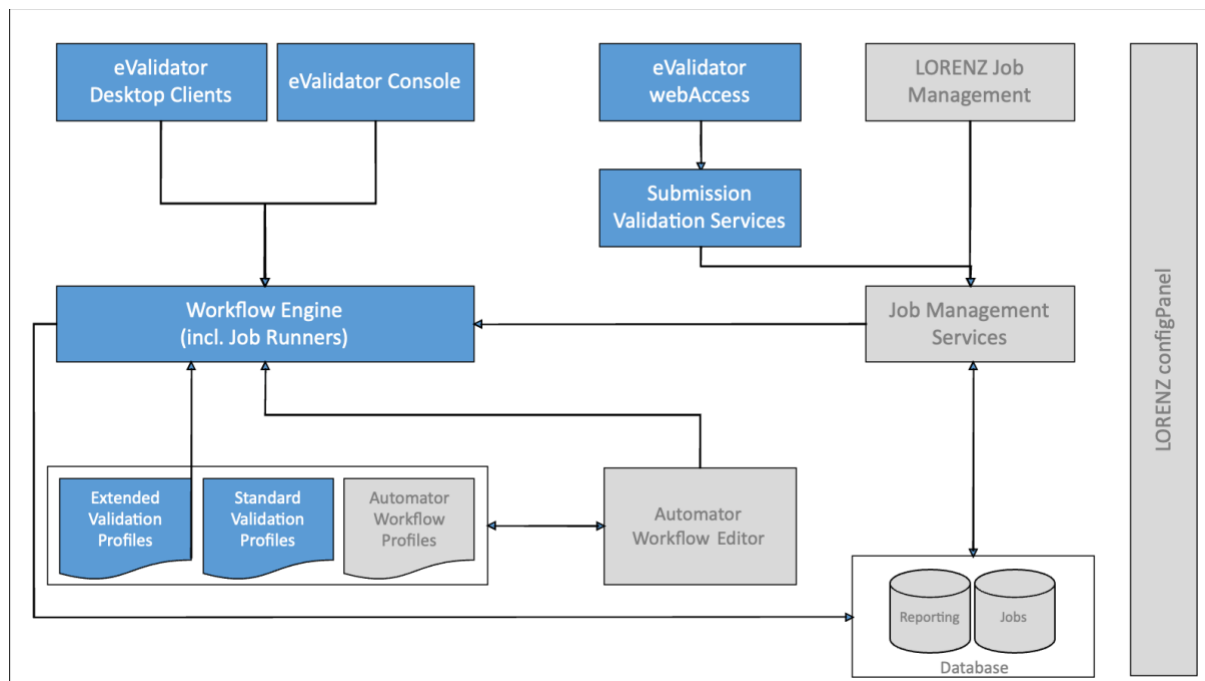 eValidator
Desktop Clients
eValidator Console
eValidator
webAccess
LORENZ Job
Management
Submission
Validation Services
Workflow Engine
(incl. Job Runners)
Job Management
Services
LORENZ configPanel
Extended
Validation
Profiles
Standard
Validation
Profiles
Automator
Workflow
Profiles
Automator
Workflow Editor
Reporting
Jobs
Database